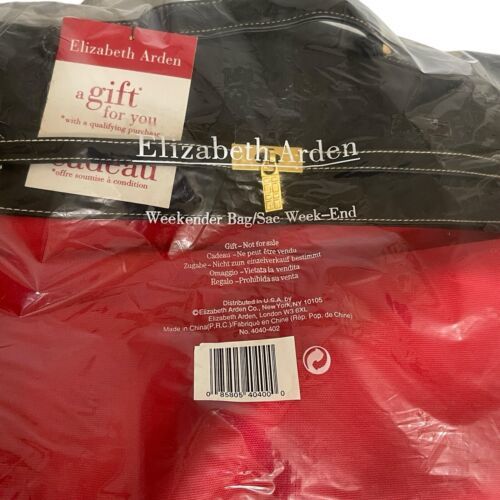 Elizabeth Arden
a gift*
for you
*with a qualifying purchase
cadeau*
*offre soumise à condition
Elizabeth Arden
Weekender Bag/Sac Week-End
Gift-Not for sale
Cadeau-Ne peut être vendu
Zugabe-Nicht zum einzelverkauf bestimmt
Omaggio-Vietata la vendita
Regalo-Prohibida su venta
Distributed in U.S.A. by
©Elizabeth Arden Co., New York, NY 10105
Elizabeth Arden, London W3 6XL
Made in China(P.R.C.)/Fabriqué en Chine (Rép. Pop. de Chine)
No. 4040-402
0 85805 40400 0